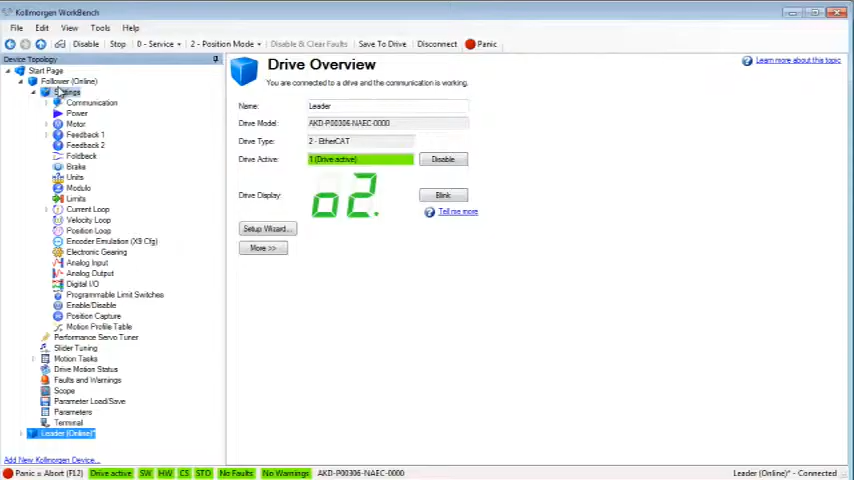 Kollmorgen WorkBench
File Edit View Tools Help
Disable Stop 0 - Service 2 - Position Mode Disable & Clear Faults Save To Drive Disconnect Panic
Device Topology
Start Page
Follower (Online)
Settings
Communication
Power
Motor
Feedback 1
Feedback 2
Foldback
Brake
Units
Modulo
Limits
Current Loop
Velocity Loop
Position Loop
Encoder Emulation (X9 Cfg)
Electronic Gearing
Analog Input
Analog Output
Digital I/O
Programmable Limit Switches
Enable/Disable
Position Capture
Motion Profile Table
Performance Servo Tuner
Slider Tuning
Motion Tasks
Drive Motion Status
Faults and Warnings
Scope
Parameter Load/Save
Parameters
Terminal
Leader (Online)*
Add New Kollmorgen Device...
Drive Overview
Learn more about this topic
You are connected to a drive and the communication is working.
Name: Leader
Drive Model: AKD-P00306-NAEC-0000
Drive Type: 2 - EtherCAT
Drive Active: 1 (Drive active) Disable
Drive Display: o2. Blink
Tell me more
Setup Wizard...
More >>
Panic = Abort (F12) Drive active SW HW CS STO No Faults No Warnings AKD-P00306-NAEC-0000 Leader (Online)* - Connected